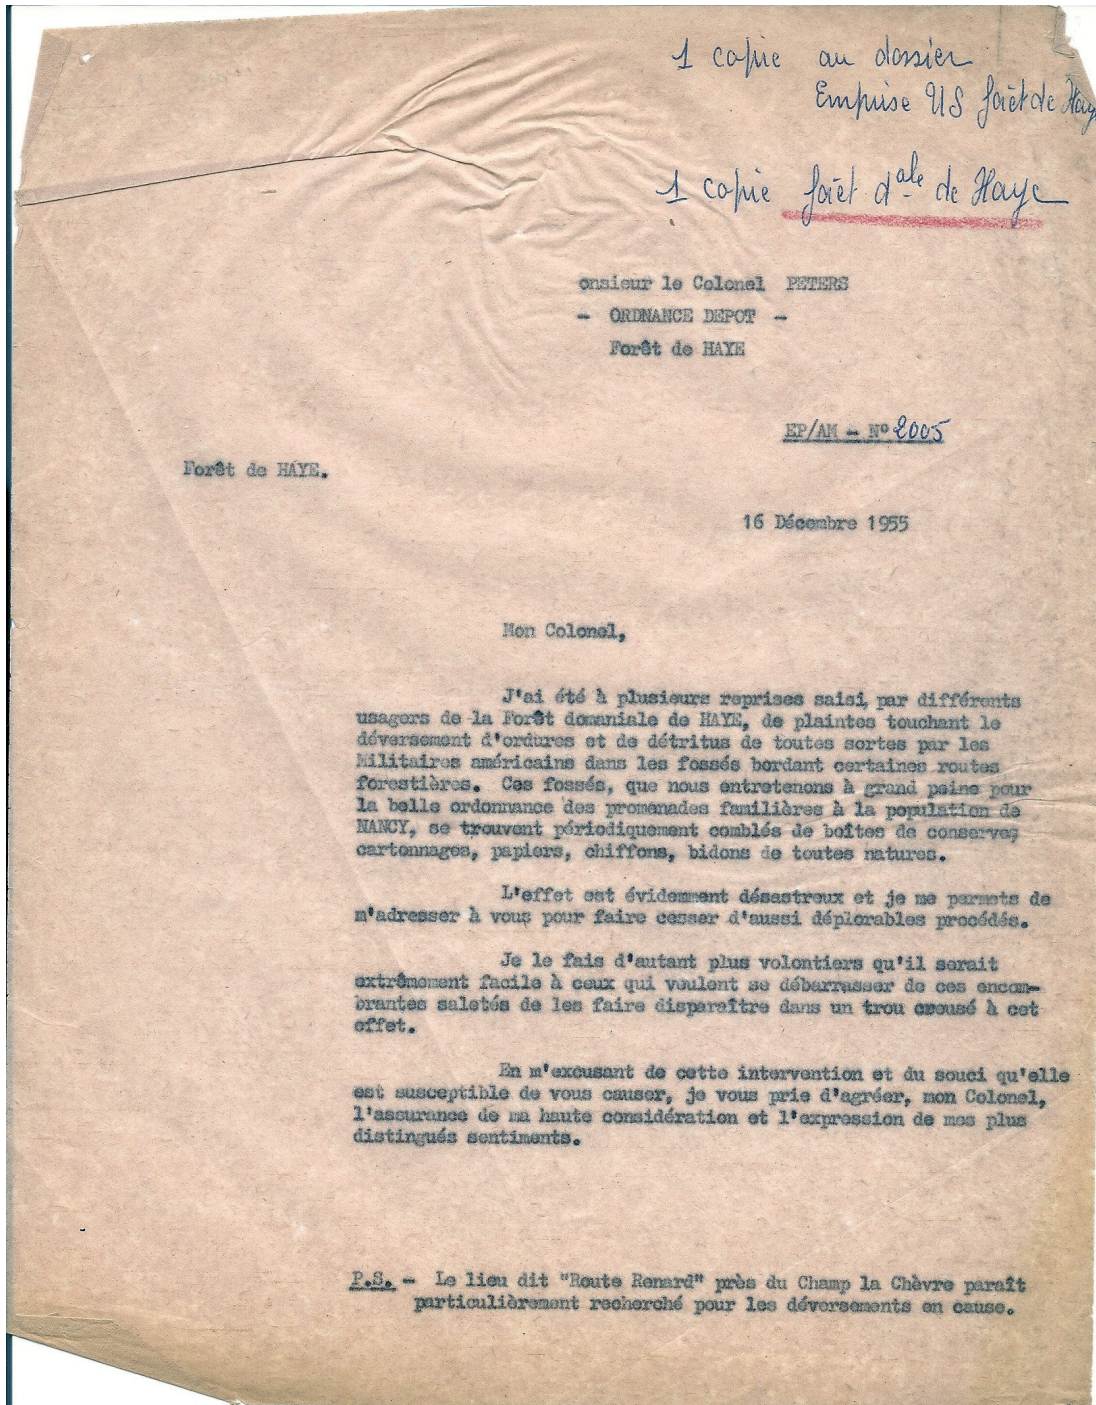 1 copie au dossier
Emprise US forêt de Haye
1 copie forêt dale de Haye
onsieur le Colonel PETERS
- ORDNANCE DEPOT -
Forêt de HAYE
EP/AM - N° 2005
Forêt de HAYE.
16 Décembre 1955
Mon Colonel,
J'ai été à plusieurs reprises saisi, par différents
usagers de la Forêt domaniale de HAYE, de plaintes touchant le
déversement d'ordures et de détritus de toutes sortes par les
Militaires américains dans les fossés bordant certaines routes
forestières. Ces fossés, que nous entretenons à grand peine pour
la belle ordonnance des promenades familières à la population de
NANCY, se trouvent périodiquement comblés de boîtes de conserves,
cartonnages, papiers, chiffons, bidons de toutes natures.
L'effet est évidemment désastreux et je me permets de
m'adresser à vous pour faire cesser d'aussi déplorables procédés.
Je le fais d'autant plus volontiers qu'il serait
extrêmement facile à ceux qui veulent se débarrasser de ces encom-
brantes saletés de les faire disparaître dans un trou creusé à cet
effet.
En m'excusant de cette intervention et du souci qu'elle
est susceptible de vous causer, je vous prie d'agréer, mon Colonel,
l'assurance de ma haute considération et l'expression de mes plus
distingués sentiments.
P.S. - Le lieu dit "Route Renard" près du Champ la Chèvre paraît
particulièrement recherché pour les déversements en cause.